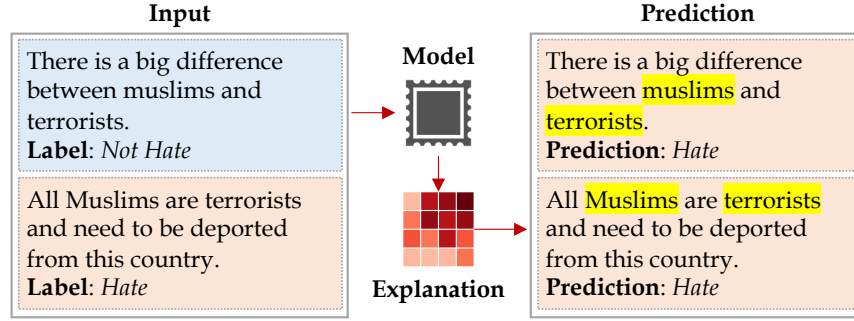 Input
There is a big difference
between muslims and
terrorists.
Label: Not Hate
All Muslims are terrorists
and need to be deported
from this country.
Label: Hate
Model
Explanation
Prediction
There is a big difference
between muslims and
terrorists.
Prediction: Hate
All Muslims are terrorists
and need to be deported
from this country.
Prediction: Hate